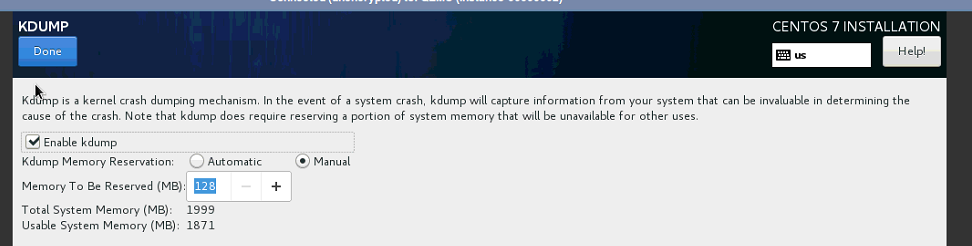 KDUMP
CENTOS 7 INSTALLATION
Done
us
Help!
Kdump is a kernel crash dumping mechanism. In the event of a system crash, kdump will capture information from your system that can be invaluable in determining the
cause of the crash. Note that kdump does require reserving a portion of system memory that will be unavailable for other uses.
Enable kdump
Kdump Memory Reservation: Automatic Manual
Memory To Be Reserved (MB): 128 − +
Total System Memory (MB): 1999
Usable System Memory (MB): 1871